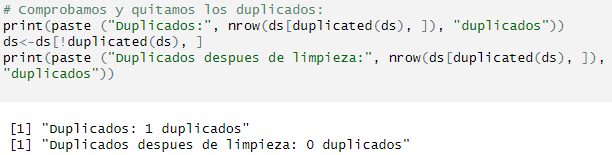 # Comprobamos y quitamos los duplicados:
print(paste ("Duplicados:", nrow(ds[duplicated(ds), ]), "duplicados"))
ds<-ds[!duplicated(ds), ]
print(paste ("Duplicados despues de limpieza:", nrow(ds[duplicated(ds), ]),
"duplicados"))
[1] "Duplicados: 1 duplicados"
[1] "Duplicados despues de limpieza: 0 duplicados"